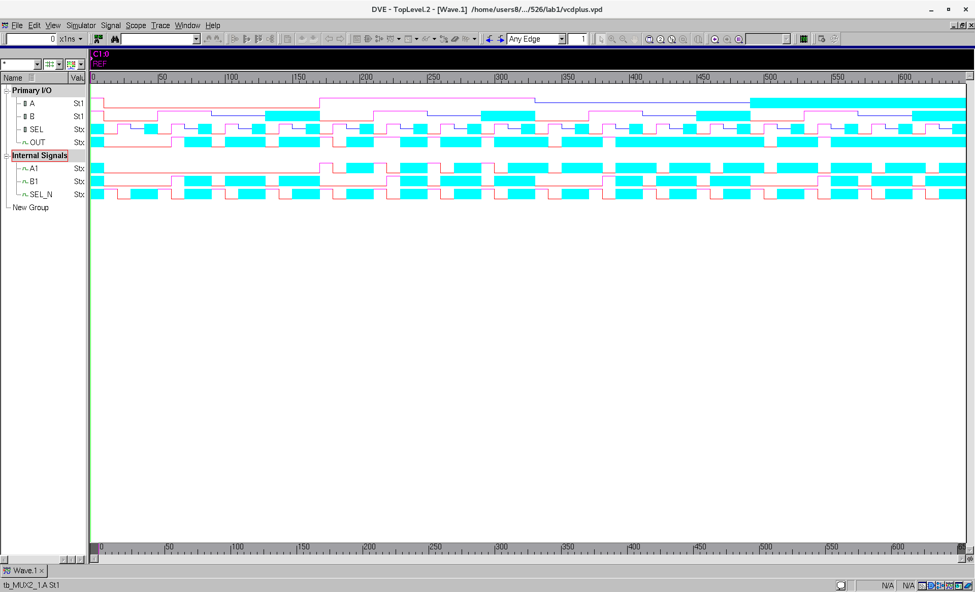 DVE - TopLevel.2 - [Wave.1] /home/users8/.../526/lab1/vcdplus.vpd
File Edit View Simulator Signal Scope Trace Window Help
0 x1ns Any Edge 1
*
C1:0
REF
Name Valu
0 50 100 150 200 250 300 350 400 450 500 550 600
Primary I/O
A St1
B St1
SEL Stx
OUT Stx
Internal Signals
A1 Stx
B1 Stx
SEL_N Stx
New Group
0 50 100 150 200 250 300 350 400 450 500 550 600
Wave.1 ×
tb_MUX2_1.A St1 N/A N/A